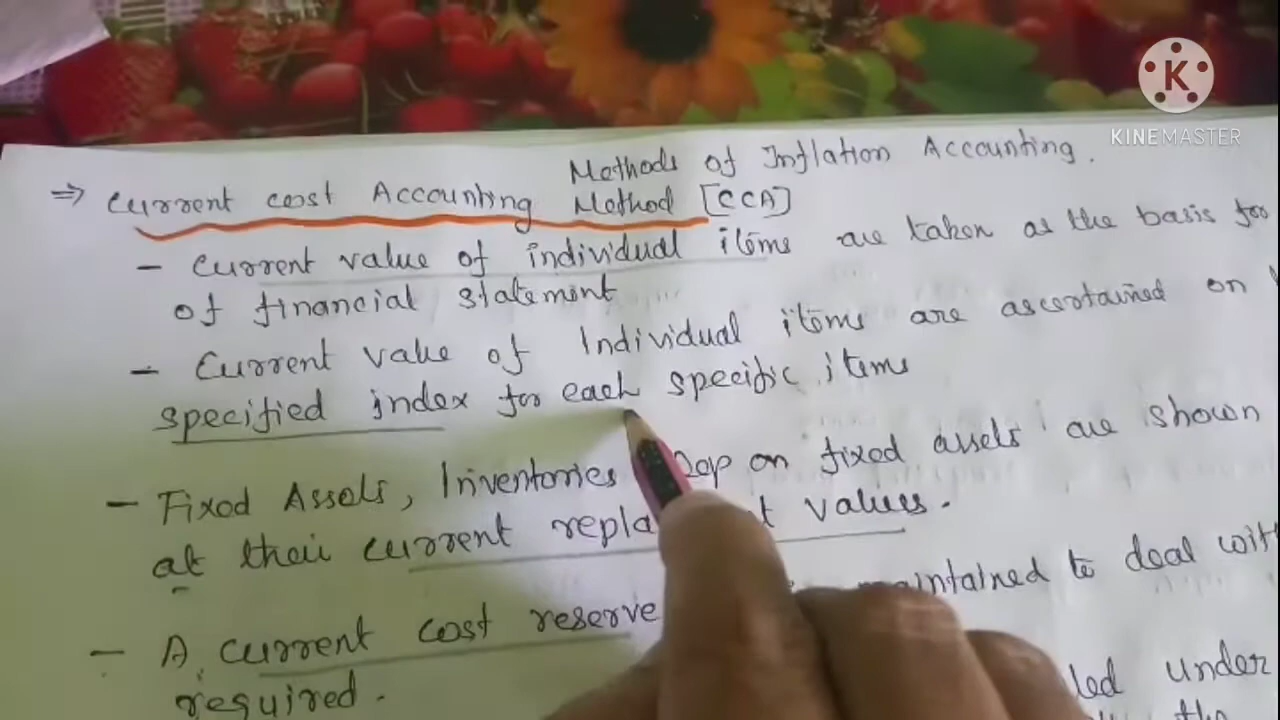 K
KINEMASTER
Methods of Inflation Accounting.
⇒ Current cost Accounting Method [CCA]
- Current value of individual items are taken as the basis for
of financial statement
- Current value of Individual items are ascertained on
specified index for each specific items
- Fixed Assets, Inventories Dep on fixed assets are shown
at their current values.
- A current cost reserve maintained to deal with
required.
under
the